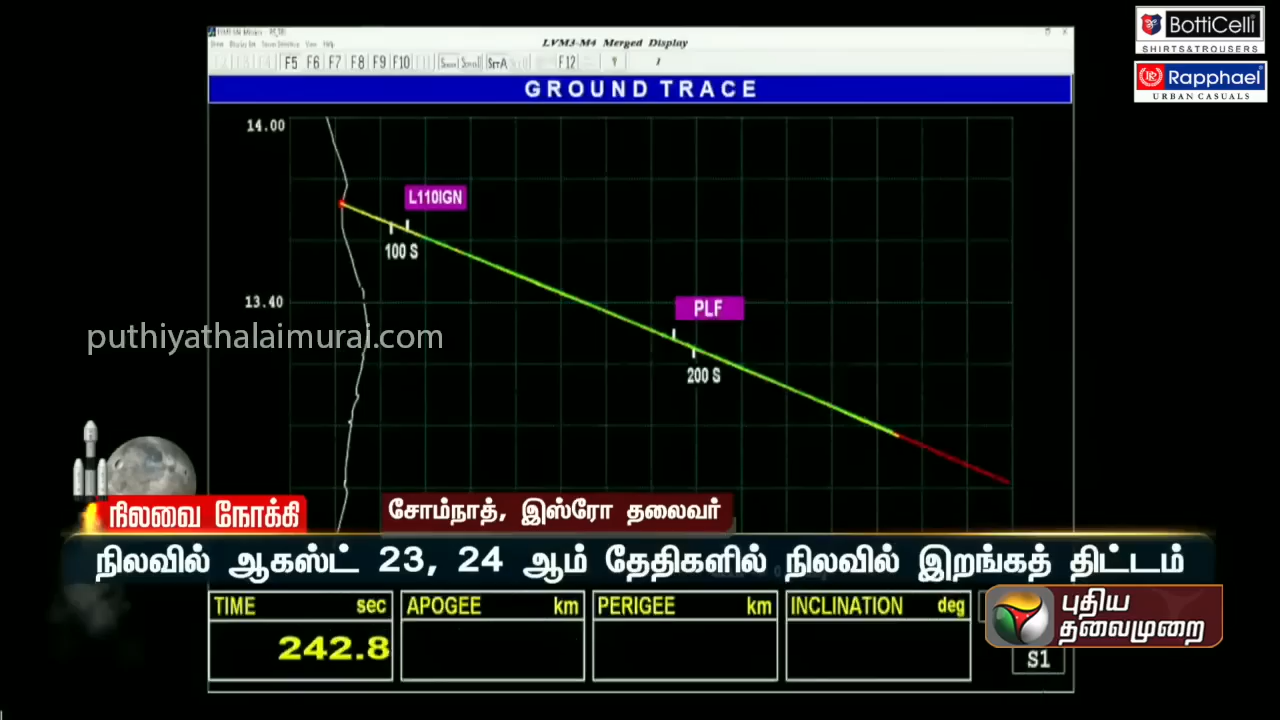 BOTTICELLI
SHIRTS&TROUSERS
Rapphael
URBAN CASUALS
LVM3-M4 Merged Display
F5 F6 F7 F8 F9 F10
F12
GROUND TRACE
14.00
L110IGN
100 S
13.40
PLF
puthiyathalaimurai.com
200 S
நிலவை நோக்கி
சோம்நாத், இஸ்ரோ தலைவர்
நிலவில் ஆகஸ்ட் 23, 24 ஆம் தேதிகளில் நிலவில் இறங்கத் திட்டம்
TIME sec APOGEE km PERIGEE km INCLINATION deg
242.8
புதிய
தலைமுறை
S1